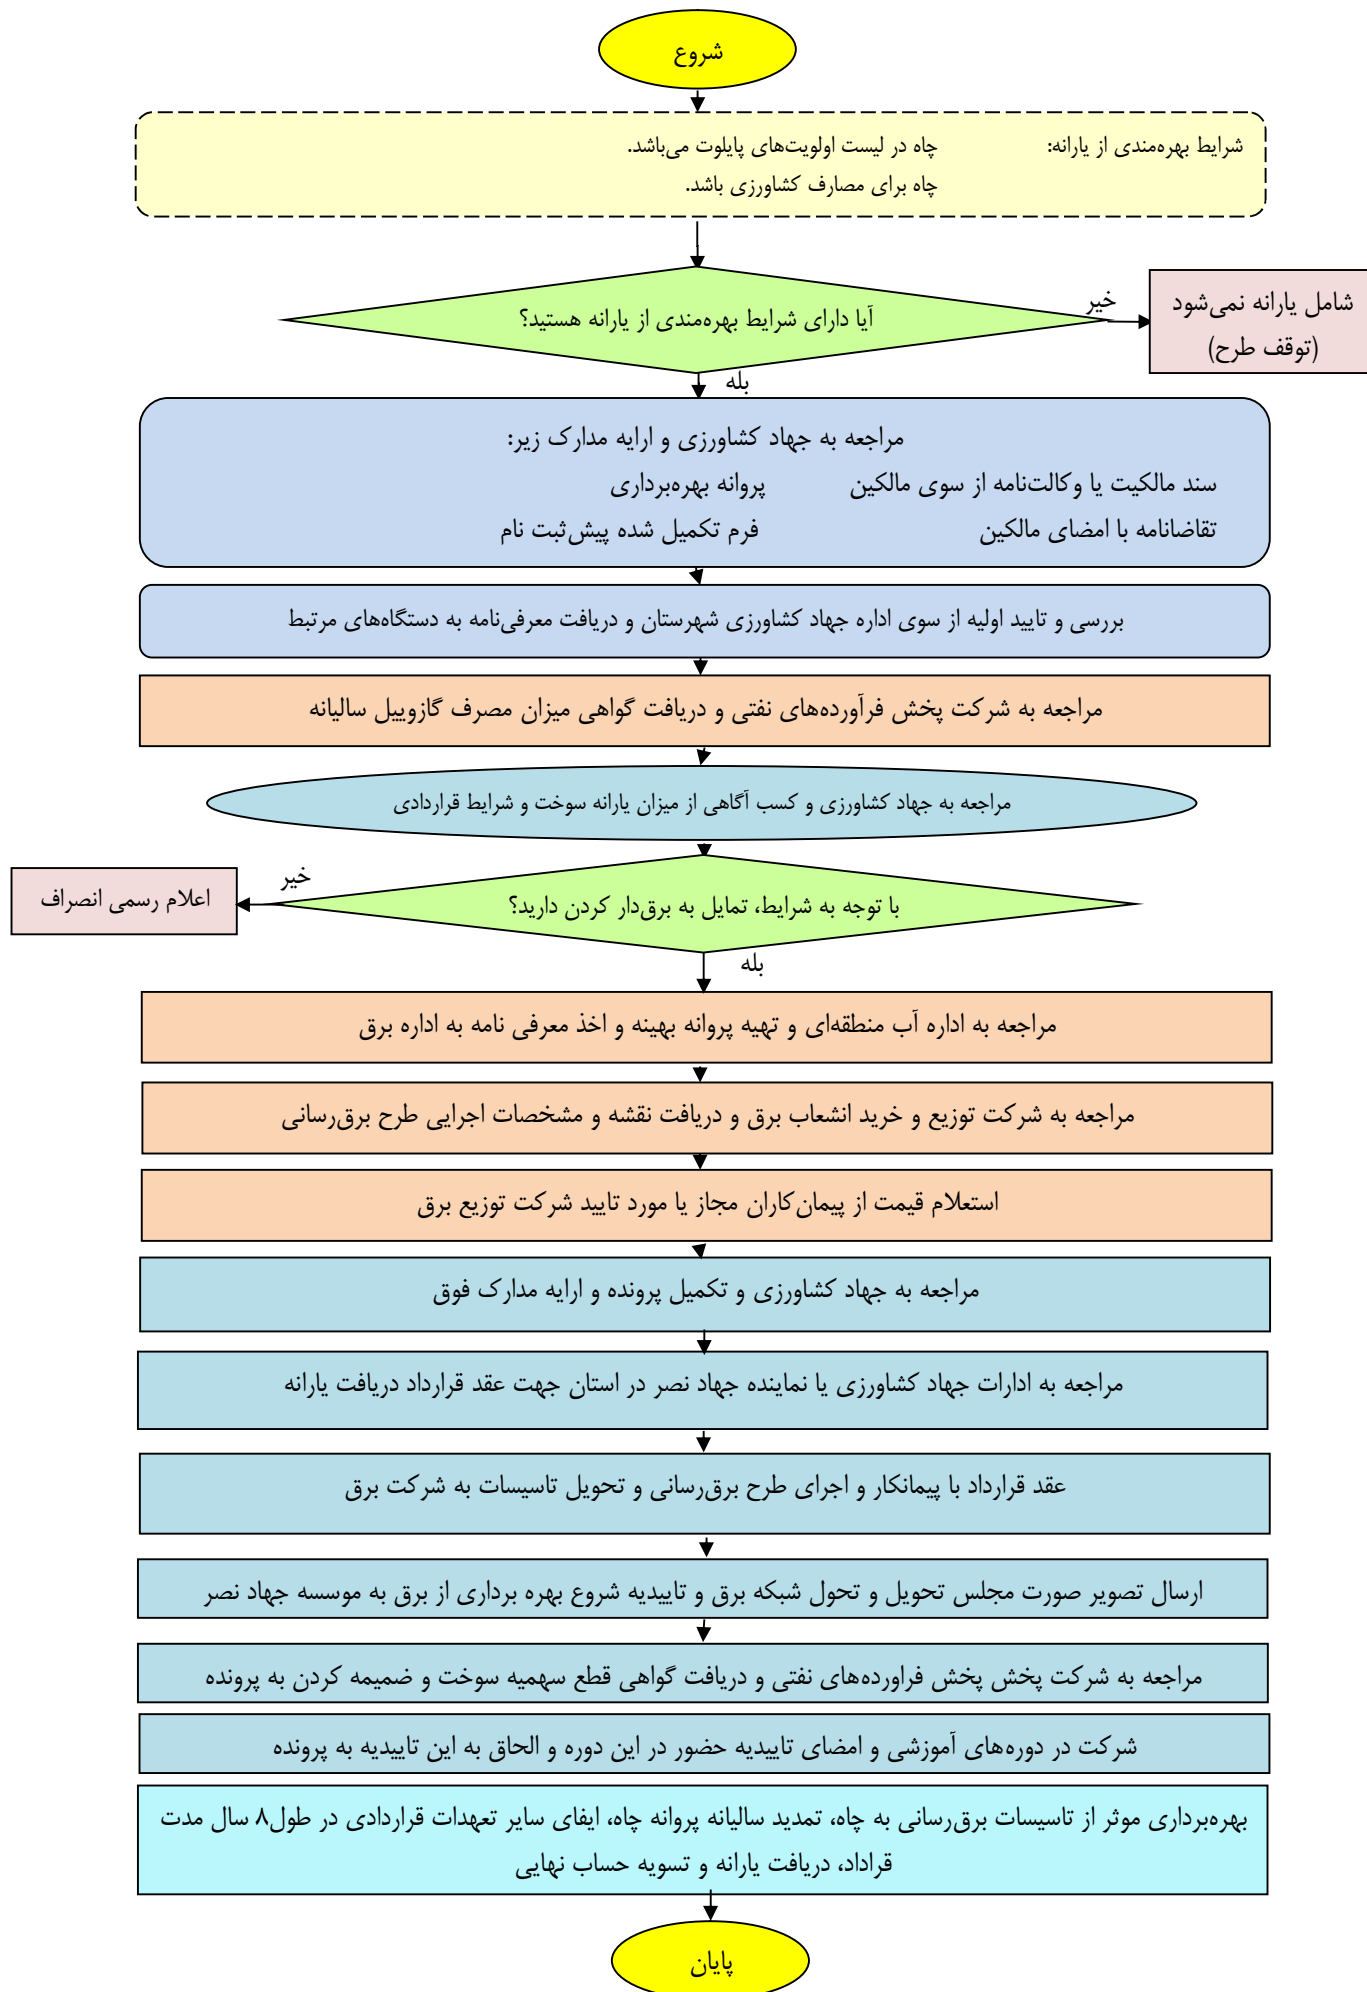 شروع
شرایط بهره‌مندی از یارانه: چاه در لیست اولویت‌های پایلوت می‌باشد.
چاه برای مصارف کشاورزی باشد.
آیا دارای شرایط بهره‌مندی از یارانه هستید؟
خیر
شامل یارانه نمی‌شود
(توقف طرح)
بله
مراجعه به جهاد کشاورزی و ارایه مدارک زیر:
سند مالکیت یا وکالت‌نامه از سوی مالکین پروانه بهره‌برداری
تقاضانامه با امضای مالکین فرم تکمیل شده پیش‌ثبت نام
بررسی و تایید اولیه از سوی اداره جهاد کشاورزی شهرستان و دریافت معرفی‌نامه به دستگاه‌های مرتبط
مراجعه به شرکت پخش فرآورده‌های نفتی و دریافت گواهی میزان مصرف گازوییل سالیانه
مراجعه به جهاد کشاورزی و کسب آگاهی از میزان یارانه سوخت و شرایط قراردادی
با توجه به شرایط، تمایل به برق‌دار کردن دارید؟
خیر
اعلام رسمی انصراف
بله
مراجعه به اداره آب منطقه‌ای و تهیه پروانه بهینه و اخذ معرفی نامه به اداره برق
مراجعه به شرکت توزیع و خرید انشعاب برق و دریافت نقشه و مشخصات اجرایی طرح برق‌رسانی
استعلام قیمت از پیمان‌کاران مجاز یا مورد تایید شرکت توزیع برق
مراجعه به جهاد کشاورزی و تکمیل پرونده و ارایه مدارک فوق
مراجعه به ادارات جهاد کشاورزی یا نماینده جهاد نصر در استان جهت عقد قرارداد دریافت یارانه
عقد قرارداد با پیمانکار و اجرای طرح برق‌رسانی و تحویل تاسیسات به شرکت برق
ارسال تصویر صورت مجلس تحویل و تحول شبکه برق و تاییدیه شروع بهره برداری از برق به موسسه جهاد نصر
مراجعه به شرکت پخش پخش فراورده‌های نفتی و دریافت گواهی قطع سهمیه سوخت و ضمیمه کردن به پرونده
شرکت در دوره‌های آموزشی و امضای تاییدیه حضور در این دوره و الحاق به این تاییدیه به پرونده
بهره‌برداری موثر از تاسیسات برق‌رسانی به چاه، تمدید سالیانه پروانه چاه، ایفای سایر تعهدات قراردادی در طول۸ سال مدت
قراداد، دریافت یارانه و تسویه حساب نهایی
پایان